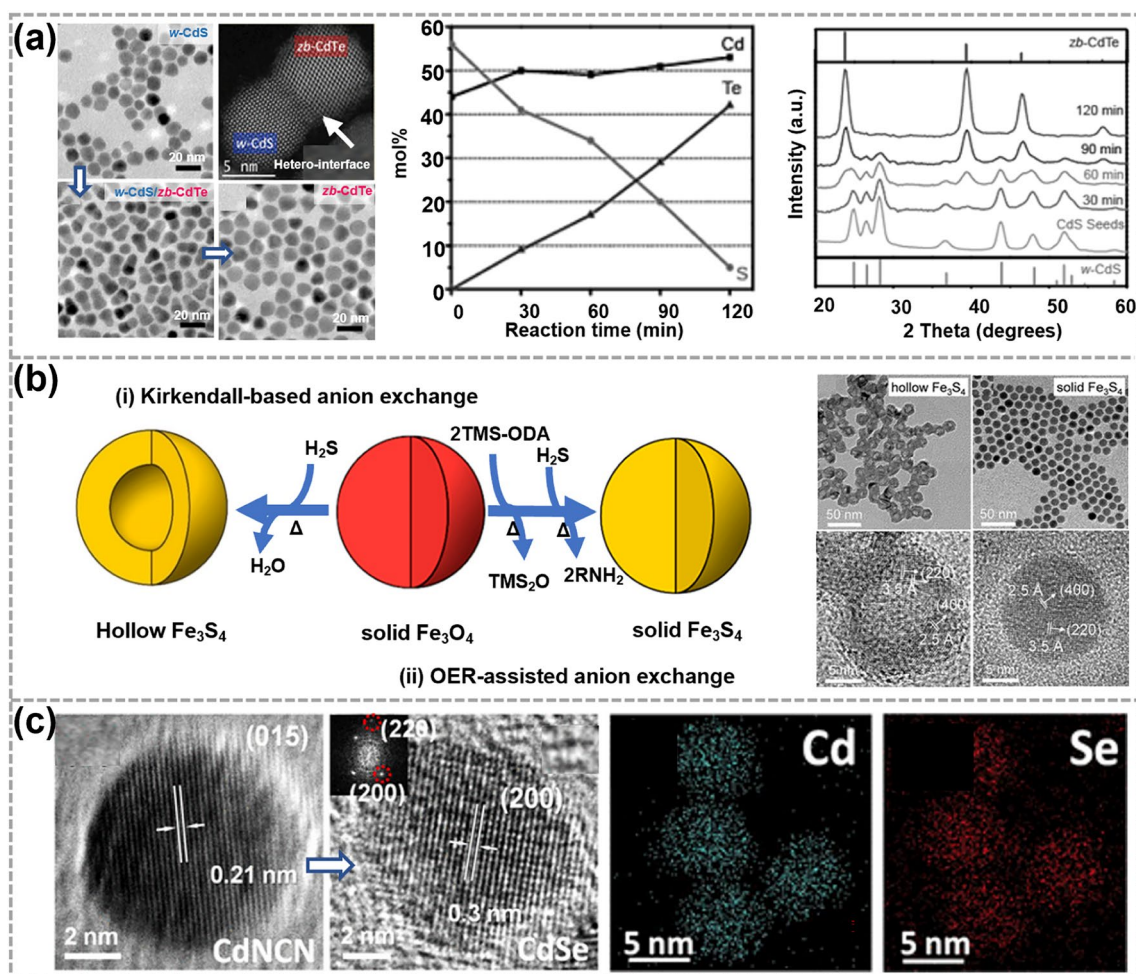 (a)
w-CdS
20 nm
zb-CdTe
w-CdS
5 nm
Hetero-interface
w-CdS/zb-CdTe
20 nm
zb-CdTe
20 nm
60
50
40
30
20
10
0
mol%
Cd
Te
S
0 30 60 90 120
Reaction time (min)
Intensity (a.u.)
zb-CdTe
120 min
90 min
60 min
30 min
CdS Seeds
w-CdS
20 30 40 50 60
2 Theta (degrees)
(b)
(i) Kirkendall-based anion exchange
H₂S
2TMS-ODA
H₂S
Δ
Δ
Δ
H₂O
TMS₂O
2RNH₂
Hollow Fe₃S₄
solid Fe₃O₄
solid Fe₃S₄
(ii) OER-assisted anion exchange
hollow Fe₃S₄
50 nm
solid Fe₃S₄
50 nm
(220)
3.5 Å
(400)
2.5 Å
5nm
2.5 Å
(400)
(220)
3.5 Å
5 nm
(c)
(015)
0.21 nm
2 nm
CdNCN
(220)
(200)
(200)
0.3 nm
2 nm
CdSe
Cd
5 nm
Se
5 nm